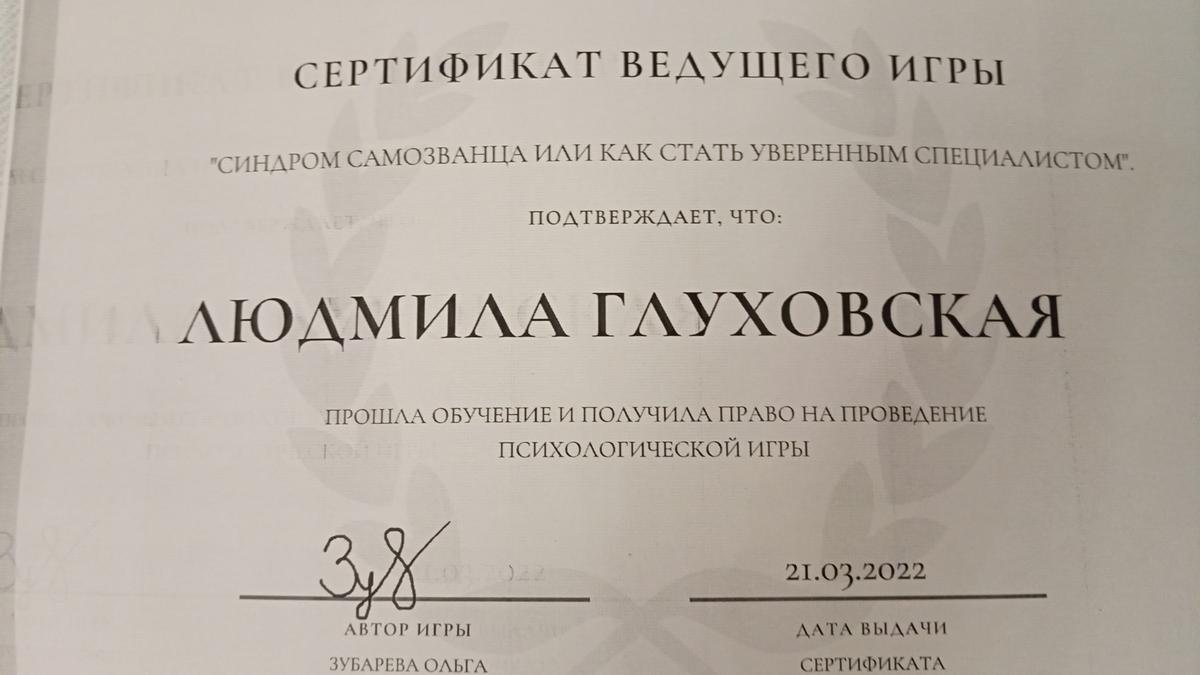 СЕРТИФИКАТ ВЕДУЩЕГО ИГРЫ
"СИНДРОМ САМОЗВАНЦА ИЛИ КАК СТАТЬ УВЕРЕННЫМ СПЕЦИАЛИСТОМ".
ПОДТВЕРЖДАЕТ, ЧТО:
ЛЮДМИЛА ГЛУХОВСКАЯ
ПРОШЛА ОБУЧЕНИЕ И ПОЛУЧИЛА ПРАВО НА ПРОВЕДЕНИЕ
ПСИХОЛОГИЧЕСКОЙ ИГРЫ
Зуб
21.03.2022
АВТОР ИГРЫ
ДАТА ВЫДАЧИ
ЗУБАРЕВА ОЛЬГА
СЕРТИФИКАТА